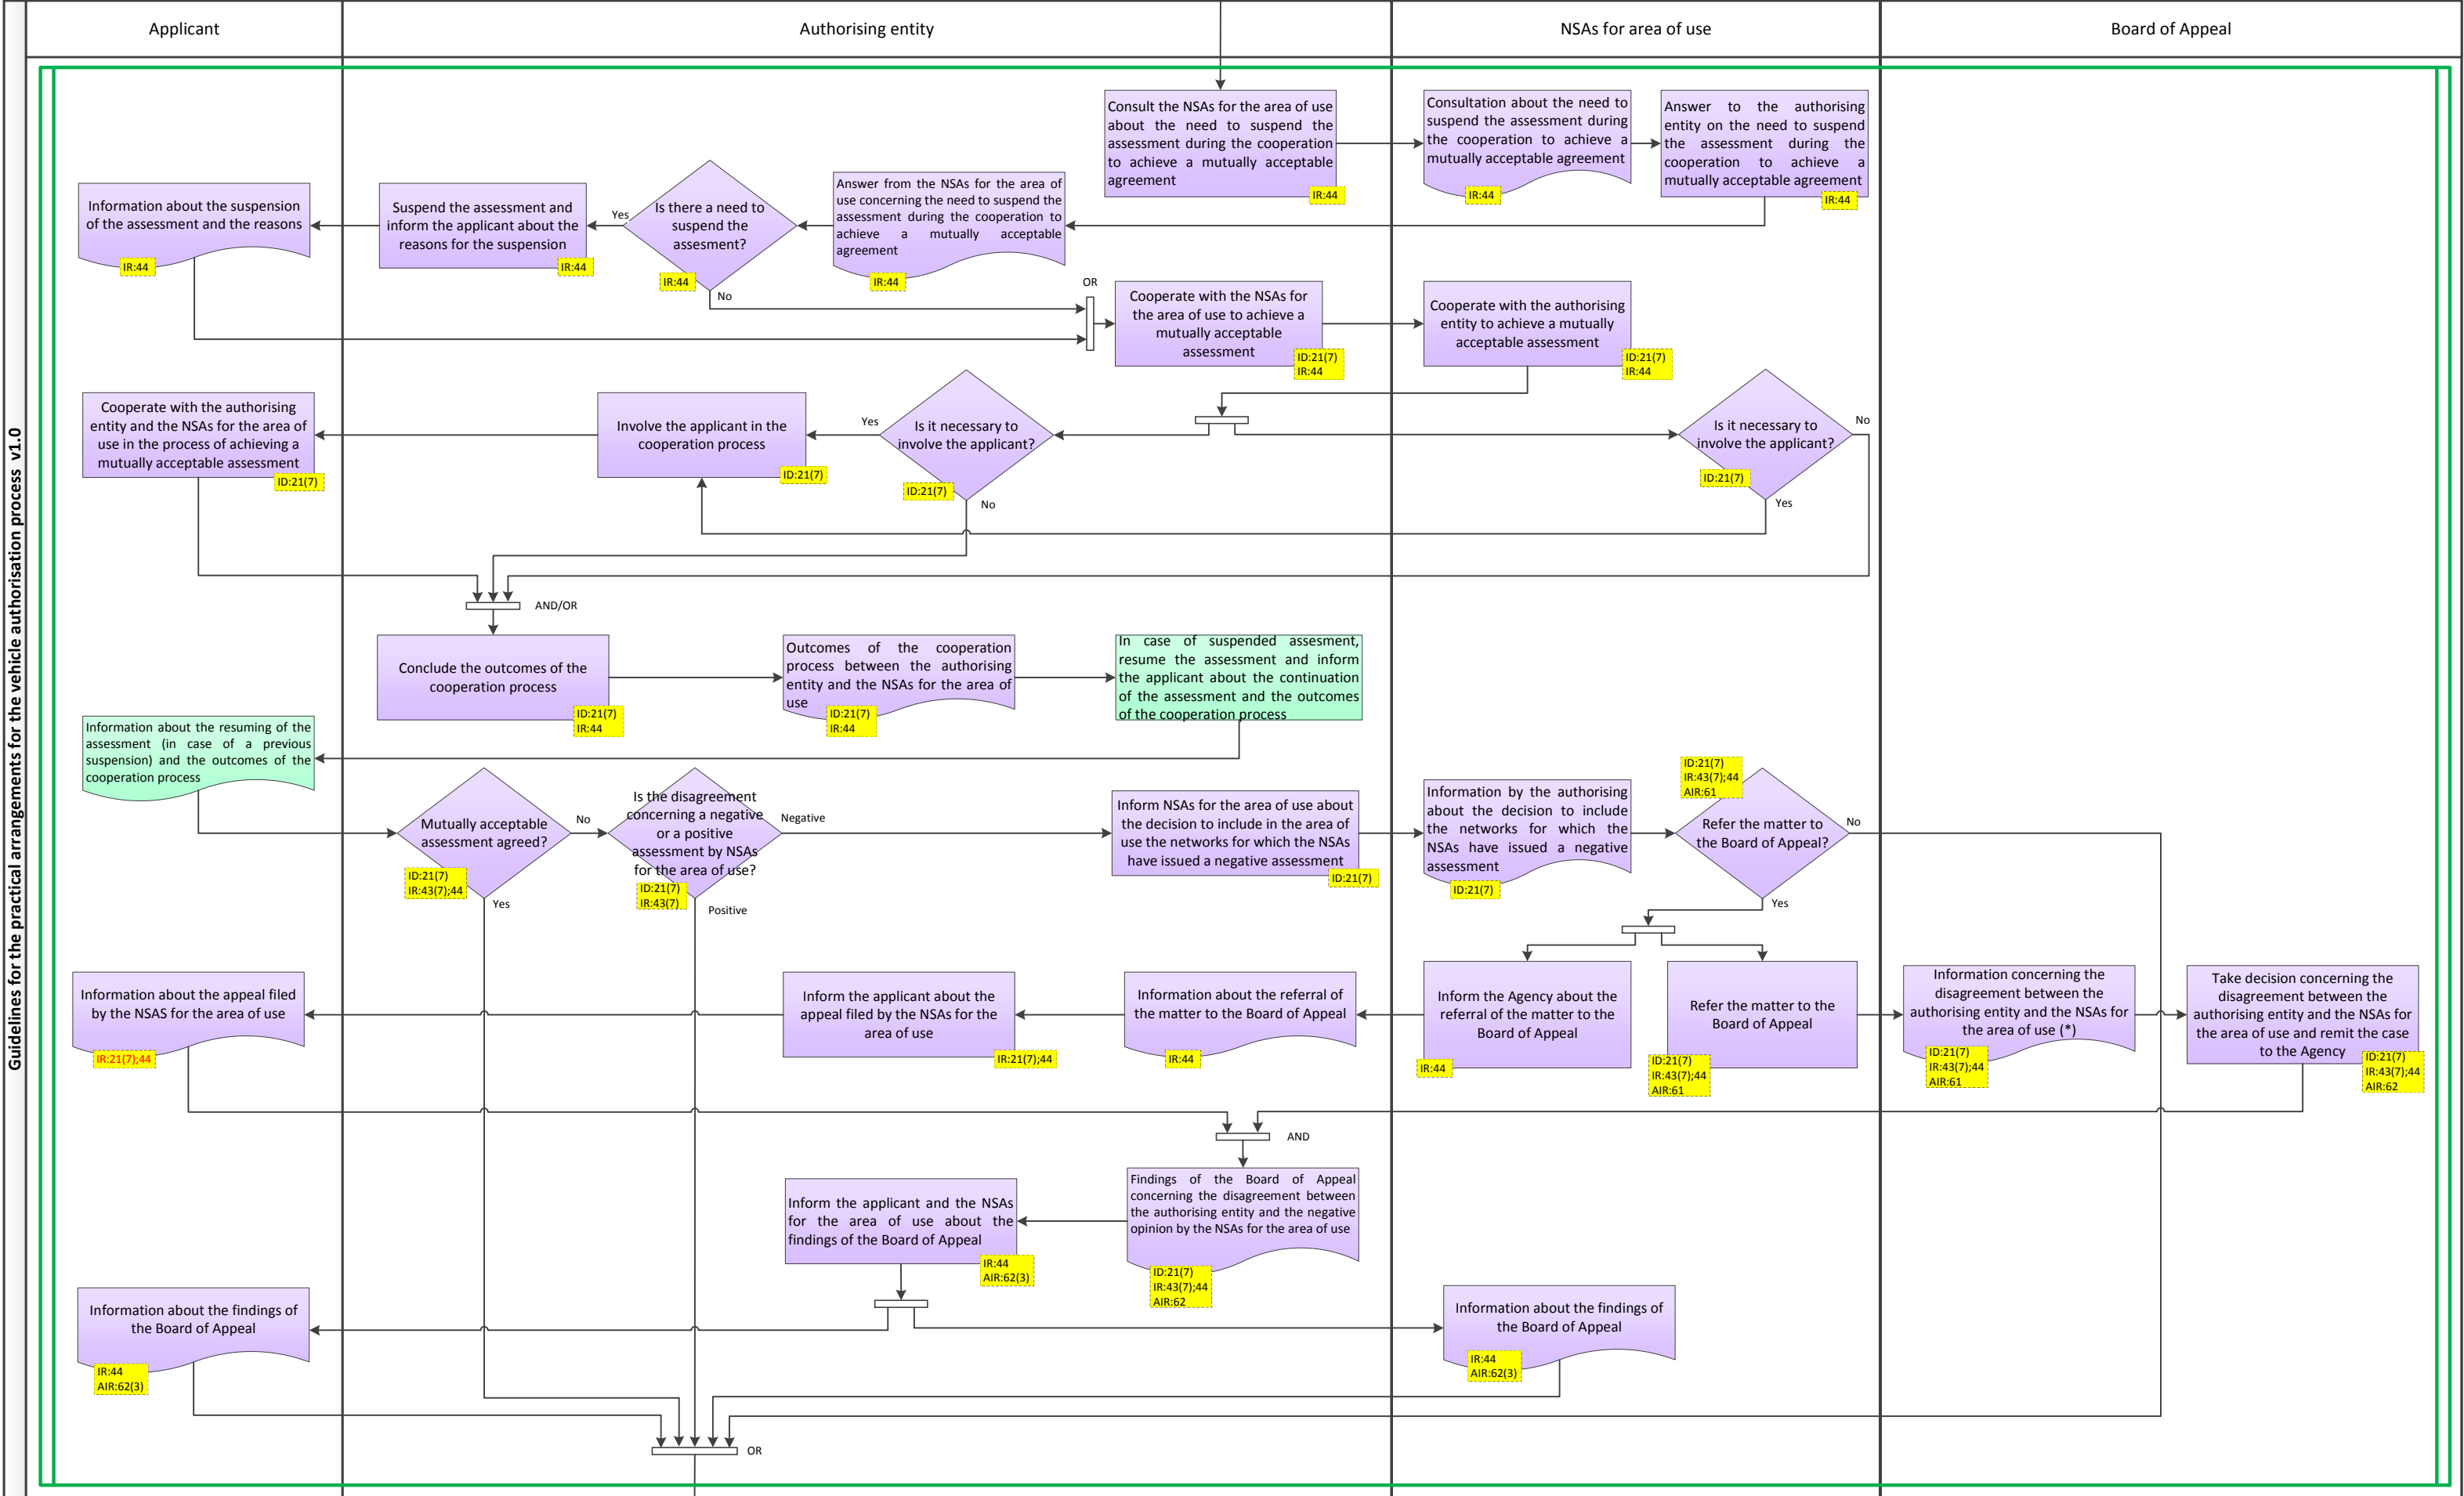 Guidelines for the practical arrangements for the vehicle authorisation process v1.0
Applicant
Authorising entity
NSAs for area of use
Board of Appeal
Consult the NSAs for the area of use
about the need to suspend the
assessment during the cooperation
to achieve a mutually acceptable
agreement
IR:44
Consultation about the need to
suspend the assessment during
the cooperation to achieve a
mutually acceptable agreement
IR:44
Answer to the authorising
entity on the need to suspend
the assessment during the
cooperation to achieve a
mutually acceptable agreement
IR:44
Information about the suspension
of the assessment and the reasons
IR:44
Suspend the assessment and
inform the applicant about the
reasons for the suspension
IR:44
Yes
Is there a need to
suspend the
assesment?
IR:44
No
Answer from the NSAs for the area of
use concerning the need to suspend the
assessment during the cooperation to
achieve a mutually acceptable
agreement
IR:44
OR
Cooperate with the NSAs for
the area of use to achieve a
mutually acceptable
assessment
ID:21(7)
IR:44
Cooperate with the authorising
entity to achieve a mutually
acceptable assessment
ID:21(7)
IR:44
Cooperate with the authorising
entity and the NSAs for the area of
use in the process of achieving a
mutually acceptable assessment
ID:21(7)
Involve the applicant in the
cooperation process
ID:21(7)
Yes
Is it necessary to
involve the applicant?
ID:21(7)
No
Is it necessary to
involve the applicant?
ID:21(7)
No
Yes
AND/OR
Conclude the outcomes of the
cooperation process
ID:21(7)
IR:44
Outcomes of the cooperation
process between the authorising
entity and the NSAs for the area of
use
ID:21(7)
IR:44
In case of suspended assesment,
resume the assessment and inform
the applicant about the continuation
of the assessment and the outcomes
of the cooperation process
Information about the resuming of the
assessment (in case of a previous
suspension) and the outcomes of the
cooperation process
Mutually acceptable
assessment agreed?
ID:21(7)
IR:43(7);44
No
Yes
Is the disagreement
concerning a negative
or a positive
assessment by NSAs
for the area of use?
ID:21(7)
IR:43(7)
Negative
Positive
Inform NSAs for the area of use about
the decision to include in the area of
use the networks for which the NSAs
have issued a negative assessment
ID:21(7)
Information by the authorising
about the decision to include
the networks for which the
NSAs have issued a negative
assessment
ID:21(7)
ID:21(7)
IR:43(7);44
AIR:61
Refer the matter to
the Board of Appeal?
No
Yes
Information about the appeal filed
by the NSAS for the area of use
IR:21(7);44
Inform the applicant about the
appeal filed by the NSAs for the
area of use
IR:21(7);44
Information about the referral of
the matter to the Board of Appeal
IR:44
Inform the Agency about the
referral of the matter to the
Board of Appeal
IR:44
Refer the matter to the
Board of Appeal
ID:21(7)
IR:43(7);44
AIR:61
Information concerning the
disagreement between the
authorising entity and the NSAs for
the area of use (*)
ID:21(7)
IR:43(7);44
AIR:61
Take decision concerning the
disagreement between the
authorising entity and the NSAs for
the area of use and remit the case
to the Agency
ID:21(7)
IR:43(7);44
AIR:62
AND
Inform the applicant and the NSAs
for the area of use about the
findings of the Board of Appeal
IR:44
AIR:62(3)
Findings of the Board of Appeal
concerning the disagreement between
the authorising entity and the negative
opinion by the NSAs for the area of use
ID:21(7)
IR:43(7);44
AIR:62
Information about the findings of
the Board of Appeal
IR:44
AIR:62(3)
Information about the findings of
the Board of Appeal
IR:44
AIR:62(3)
OR